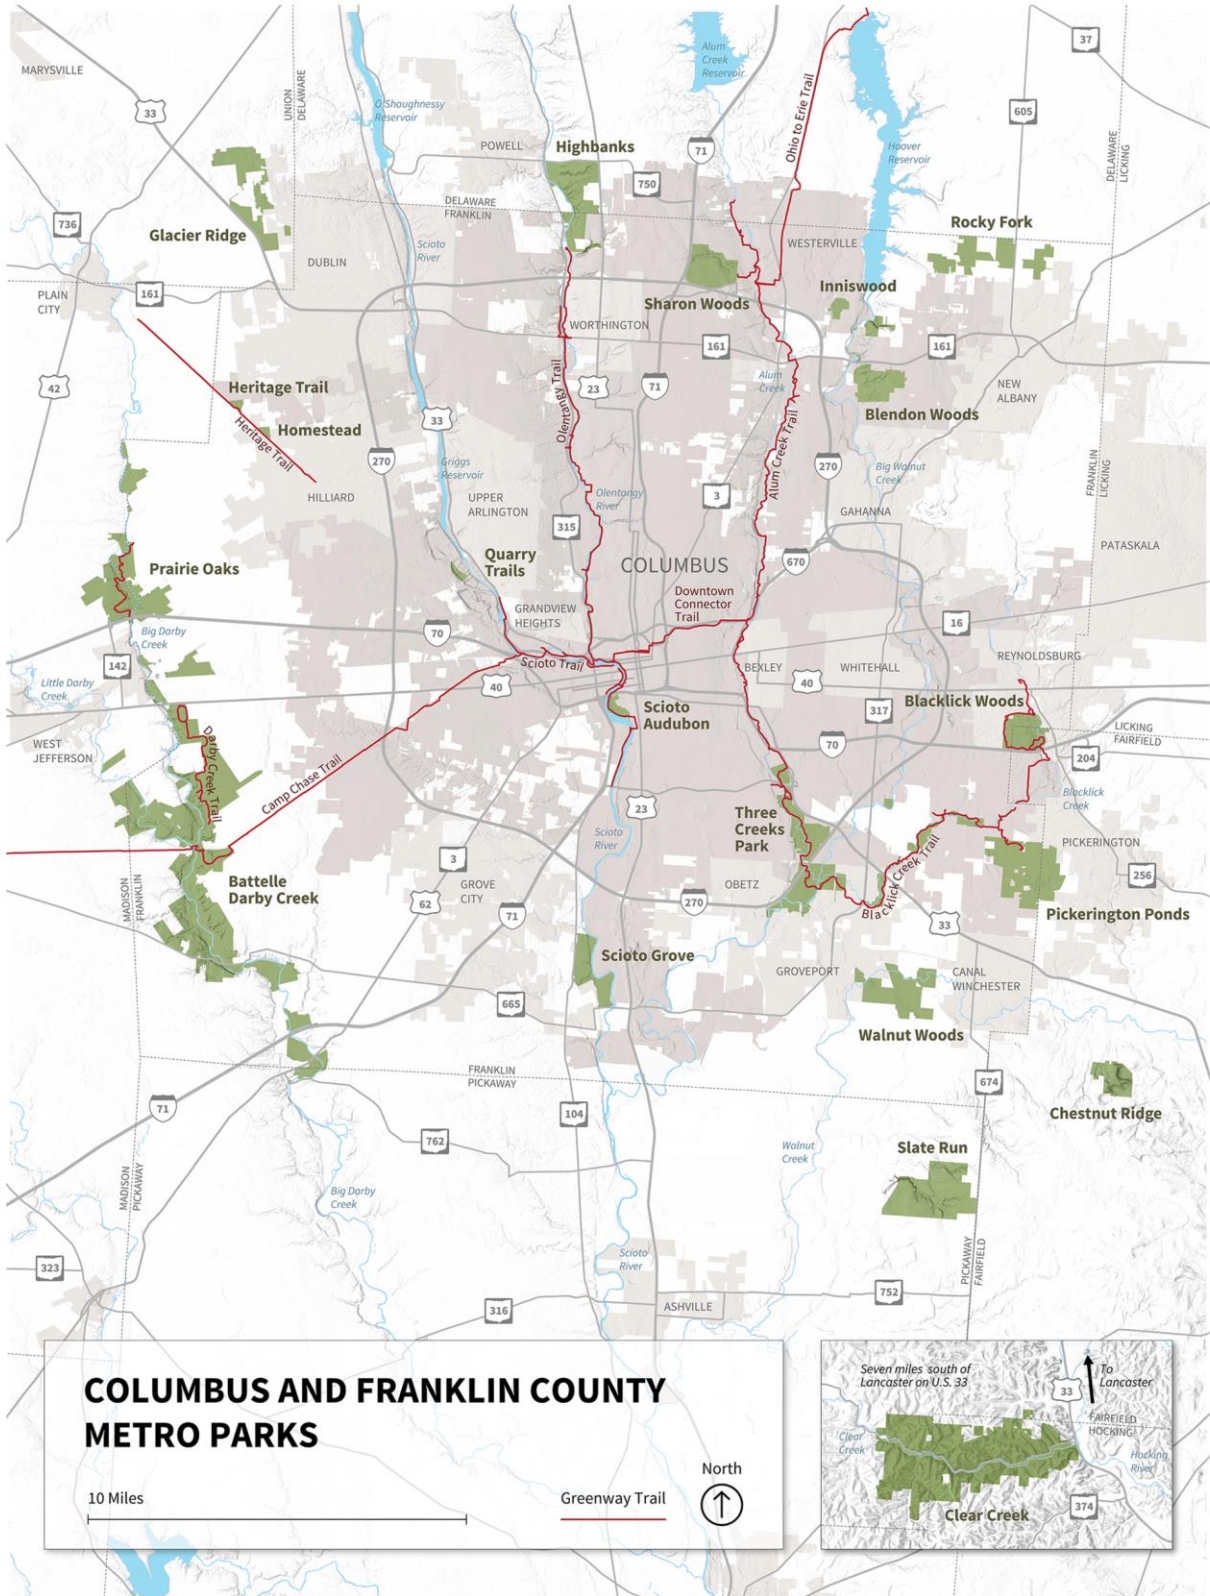 37
MARYSVILLE
Alum
Creek
Reservoir
33
UNION
DELAWARE
O'Shaughnessy
Reservoir
605
Ohio to Erie Trail
DELAWARE
LICKING
POWELL
Highbanks
71
Hoover
Reservoir
750
DELAWARE
FRANKLIN
736
Glacier Ridge
Rocky Fork
Scioto
River
WESTERVILLE
DUBLIN
PLAIN
CITY
161
Sharon Woods
Inniswood
WORTHINGTON
161
161
42
Heritage Trail
Olentangy Trail
23
71
Alum
Creek
NEW
ALBANY
33
Blendon Woods
Homestead
Heritage Trail
270
Griggs
Reservoir
Alum Creek Trail
270
Big Walnut
Creek
FRANKLIN
LICKING
HILLIARD
UPPER
ARLINGTON
Olentangy
River
3
GAHANNA
315
PATASKALA
Quarry
Trails
COLUMBUS
670
Prairie Oaks
Downtown
Connector
Trail
GRANDVIEW
HEIGHTS
16
Big Darby
Creek
70
142
Scioto Trail
BEXLEY
WHITEHALL
REYNOLDSBURG
Little Darby
Creek
40
40
317
Blacklick Woods
Scioto
Audubon
WEST
JEFFERSON
Darby Creek Trail
70
LICKING
FAIRFIELD
204
Camp Chase Trail
23
Blacklick
Creek
Three
Creeks
Park
Scioto
River
PICKERINGTON
3
Blacklick Creek Trail
256
MADISON
FRANKLIN
Battelle
Darby Creek
GROVE
CITY
OBETZ
62
71
270
33
Pickerington Ponds
Scioto Grove
GROVEPORT
CANAL
WINCHESTER
665
Walnut Woods
FRANKLIN
PICKAWAY
674
71
104
Chestnut Ridge
762
Walnut
Creek
Slate Run
MADISON
PICKAWAY
Big Darby
Creek
PICKAWAY
FAIRFIELD
Scioto
River
323
752
316
ASHVILLE
COLUMBUS AND FRANKLIN COUNTY
METRO PARKS
10 Miles
Greenway Trail
North
Seven miles south of
Lancaster on U.S. 33
33
To
Lancaster
FAIRFIELD
HOCKING
Clear
Creek
Hocking
River
Clear Creek
374